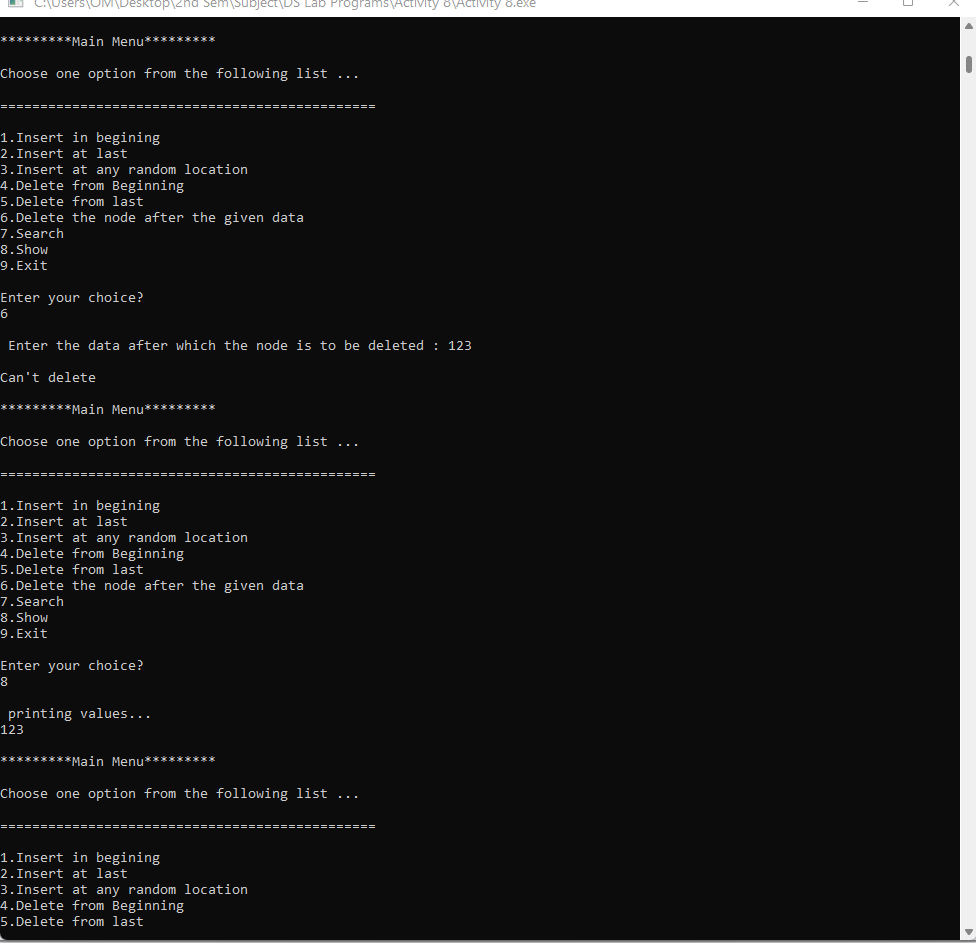 C:\Users\OM\Desktop\2nd Sem\Subject\DS Lab Programs\Activity 8\Activity 8.exe
*********Main Menu*********
Choose one option from the following list ...
===============================================
1.Insert in begining
2.Insert at last
3.Insert at any random location
4.Delete from Beginning
5.Delete from last
6.Delete the node after the given data
7.Search
8.Show
9.Exit
Enter your choice?
6
Enter the data after which the node is to be deleted : 123
Can't delete
*********Main Menu*********
Choose one option from the following list ...
===============================================
1.Insert in begining
2.Insert at last
3.Insert at any random location
4.Delete from Beginning
5.Delete from last
6.Delete the node after the given data
7.Search
8.Show
9.Exit
Enter your choice?
8
printing values...
123
*********Main Menu*********
Choose one option from the following list ...
===============================================
1.Insert in begining
2.Insert at last
3.Insert at any random location
4.Delete from Beginning
5.Delete from last